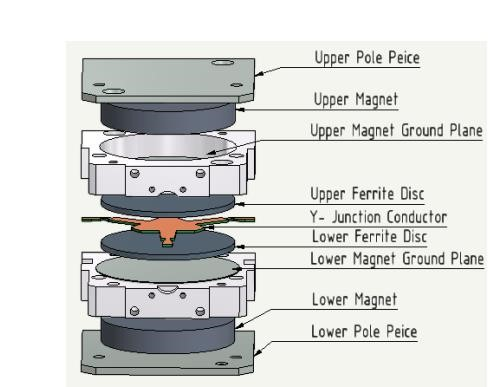 Upper Pole Peice
Upper Magnet
Upper Magnet Ground Plane
Upper Ferrite Disc
Y- Junction Conductor
Lower Ferrite Disc
Lower Magnet Ground Plane
Lower Magnet
Lower Pole Peice